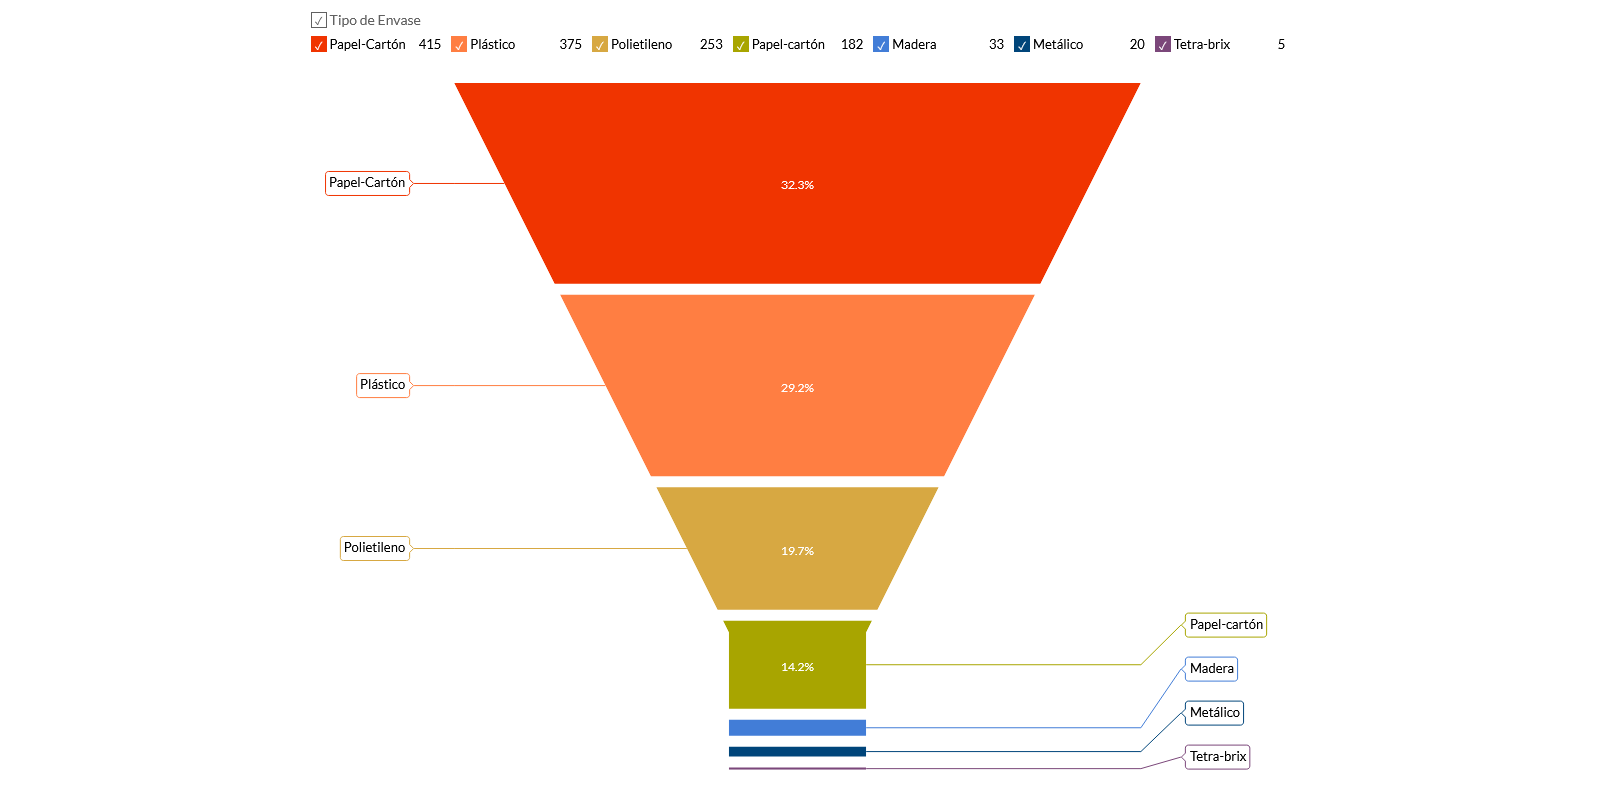 Tipo de Envase
Papel-Cartón 415 Plástico 375 Polietileno 253 Papel-cartón 182 Madera 33 Metálico 20 Tetra-brix 5
Papel-Cartón
32.3%
Plástico
29.2%
Polietileno
19.7%
Papel-cartón
14.2%
Madera
Metálico
Tetra-brix